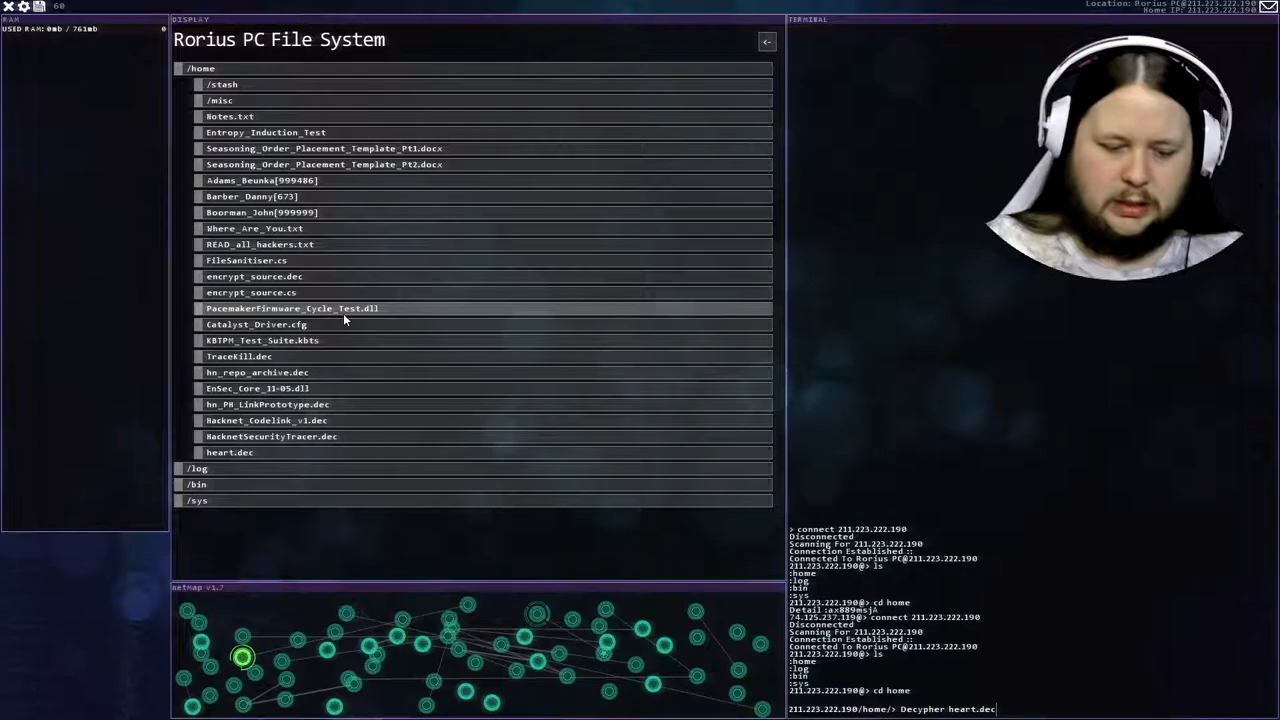 60
Location: Rorius PC@211.223.222.190
Home IP: 211.223.222.190
RAM
DISPLAY
TERMINAL
USED RAM: 0mb / 761mb
0
Rorius PC File System
<-
/home
/stash
/misc
Notes.txt
Entropy_Induction_Test
Seasoning_Order_Placement_Template_Pt1.docx
Seasoning_Order_Placement_Template_Pt2.docx
Adams_Beunka[999486]
Barber_Danny[673]
Boorman_John[999999]
Where_Are_You.txt
READ_all_hackers.txt
FileSanitiser.cs
encrypt_source.dec
encrypt_source.cs
PacemakerFirmware_Cycle_Test.dll
Catalyst_Driver.cfg
KBTPM_Test_Suite.kbts
TraceKill.dec
hn_repo_archive.dec
EnSec_Core_11-05.dll
hn_PH_LinkPrototype.dec
Hacknet_Codelink_v1.dec
HacknetSecurityTracer.dec
heart.dec
/log
/bin
/sys
netMap v1.7
> connect 211.223.222.190
Disconnected
Scanning For 211.223.222.190
Connection Established ::
Connected To Rorius PC@211.223.222.190
211.223.222.190@> ls
:home
:log
:bin
:sys
211.223.222.190@> cd home
Detail :ax889msjA
74.125.237.119@> connect 211.223.222.190
Disconnected
Scanning For 211.223.222.190
Connection Established ::
Connected To Rorius PC@211.223.222.190
211.223.222.190@> ls
:home
:log
:bin
:sys
211.223.222.190@> cd home
211.223.222.190/home/> Decypher heart.dec